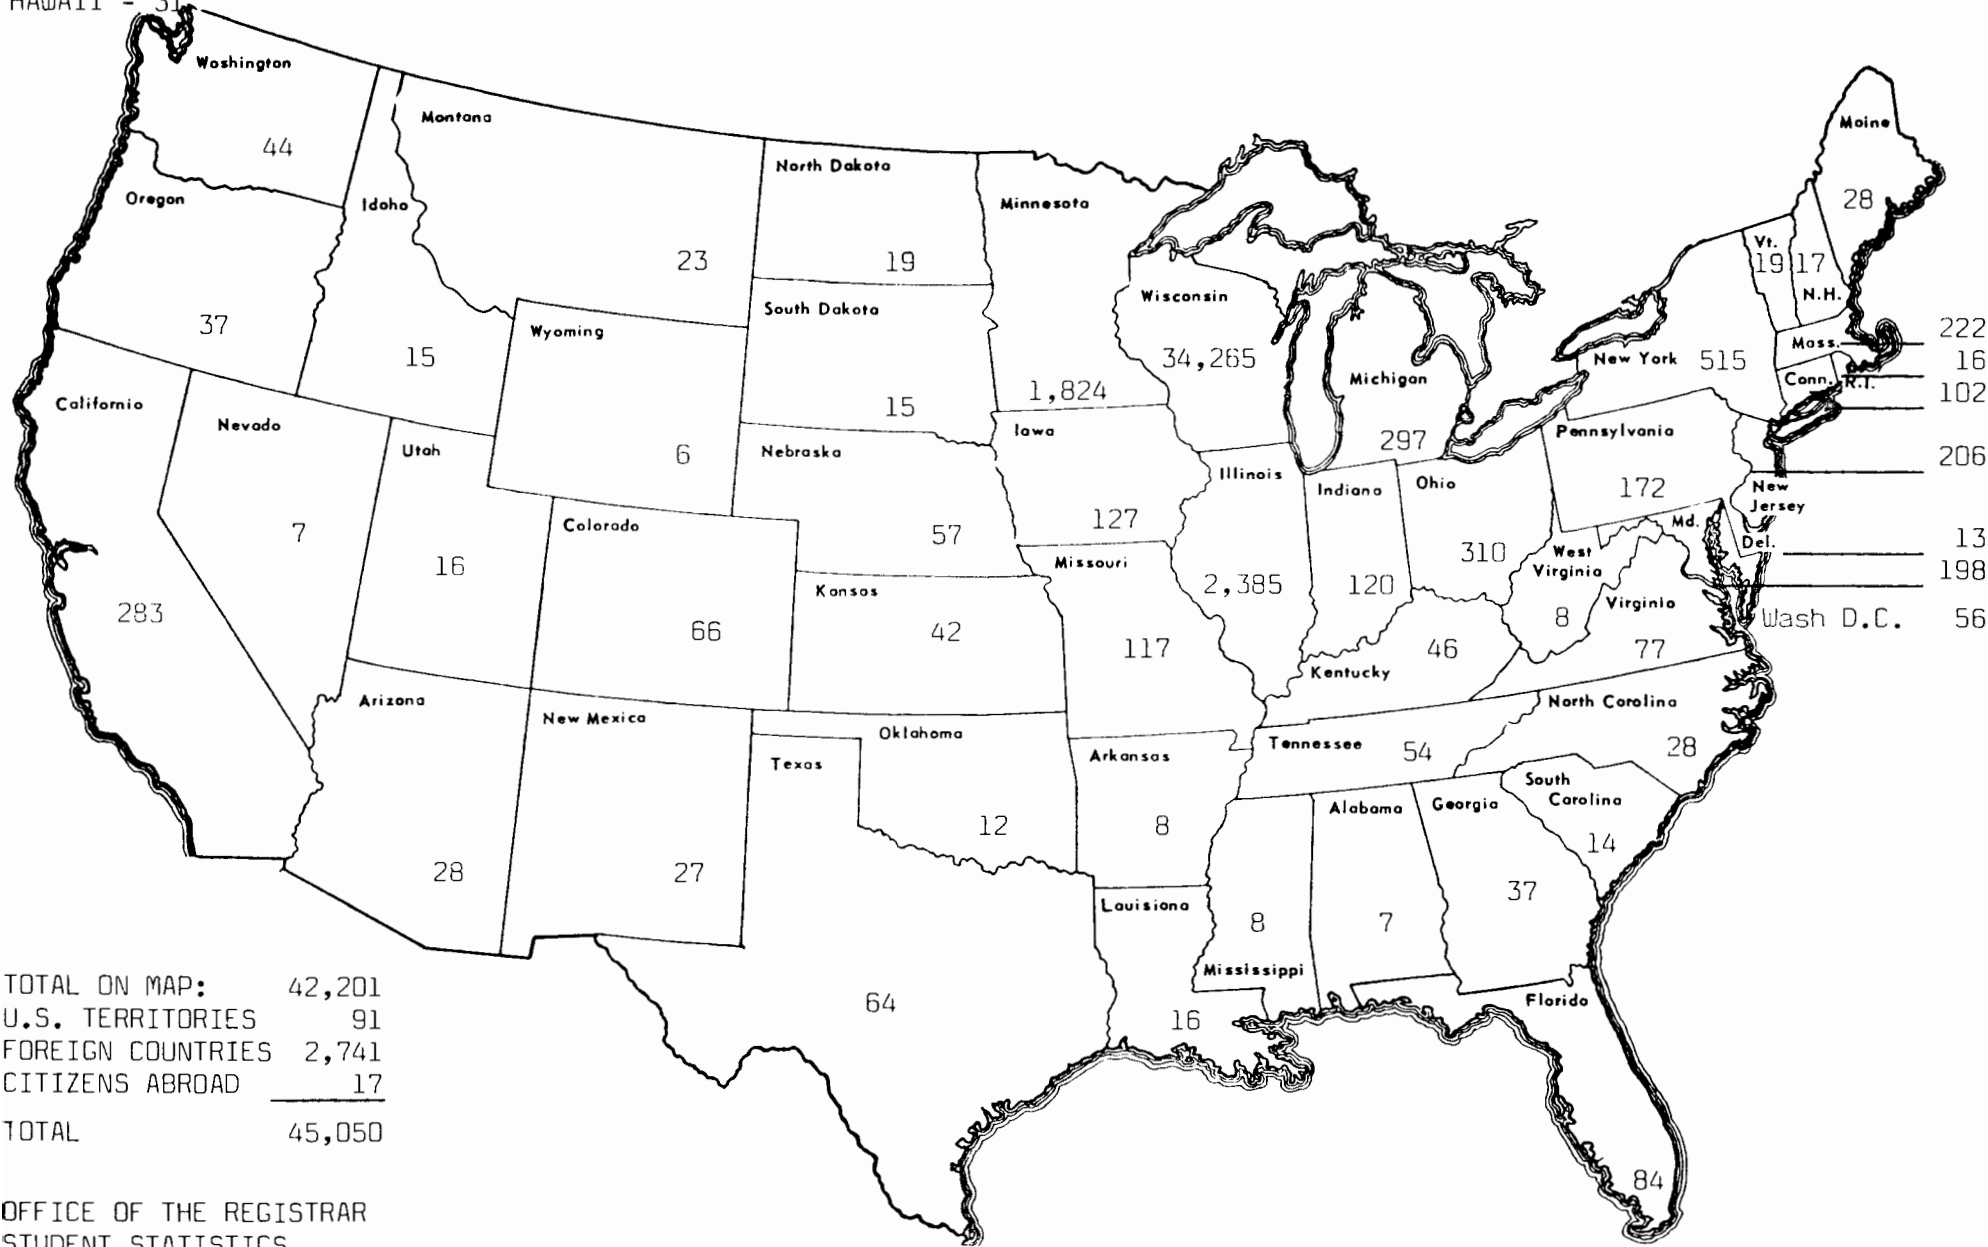 HAWAII - 31
Washington
44
Oregon
37
Idaho
15
Montana
23
North Dakota
19
South Dakota
15
Minnesota
1,824
Wisconsin
34,265
Michigan
297
Wyoming
6
California
283
Nevada
7
Utah
16
Colorado
66
Nebraska
57
Kansas
42
Iowa
127
Missouri
117
Illinois
2,385
Indiana
120
Ohio
310
Kentucky
46
West
Virginia
8
Virginia
77
Pennsylvania
172
New York
515
Maine
28
Vt.
19
17
N.H.
Mass.
222
16
Conn.
R.I.
102
206
New
Jersey
Md.
Del.
13
198
Wash D.C. 56
Arizona
28
New Mexico
27
Texas
64
Oklahoma
12
Arkansas
8
Louisiana
16
Tennessee
54
North Carolina
28
South
Carolina
14
Mississippi
8
Alabama
7
Georgia
37
Florida
84
TOTAL ON MAP: 42,201
U.S. TERRITORIES 91
FOREIGN COUNTRIES 2,741
CITIZENS ABROAD 17
TOTAL 45,050
OFFICE OF THE REGISTRAR
STUDENT STATISTICS